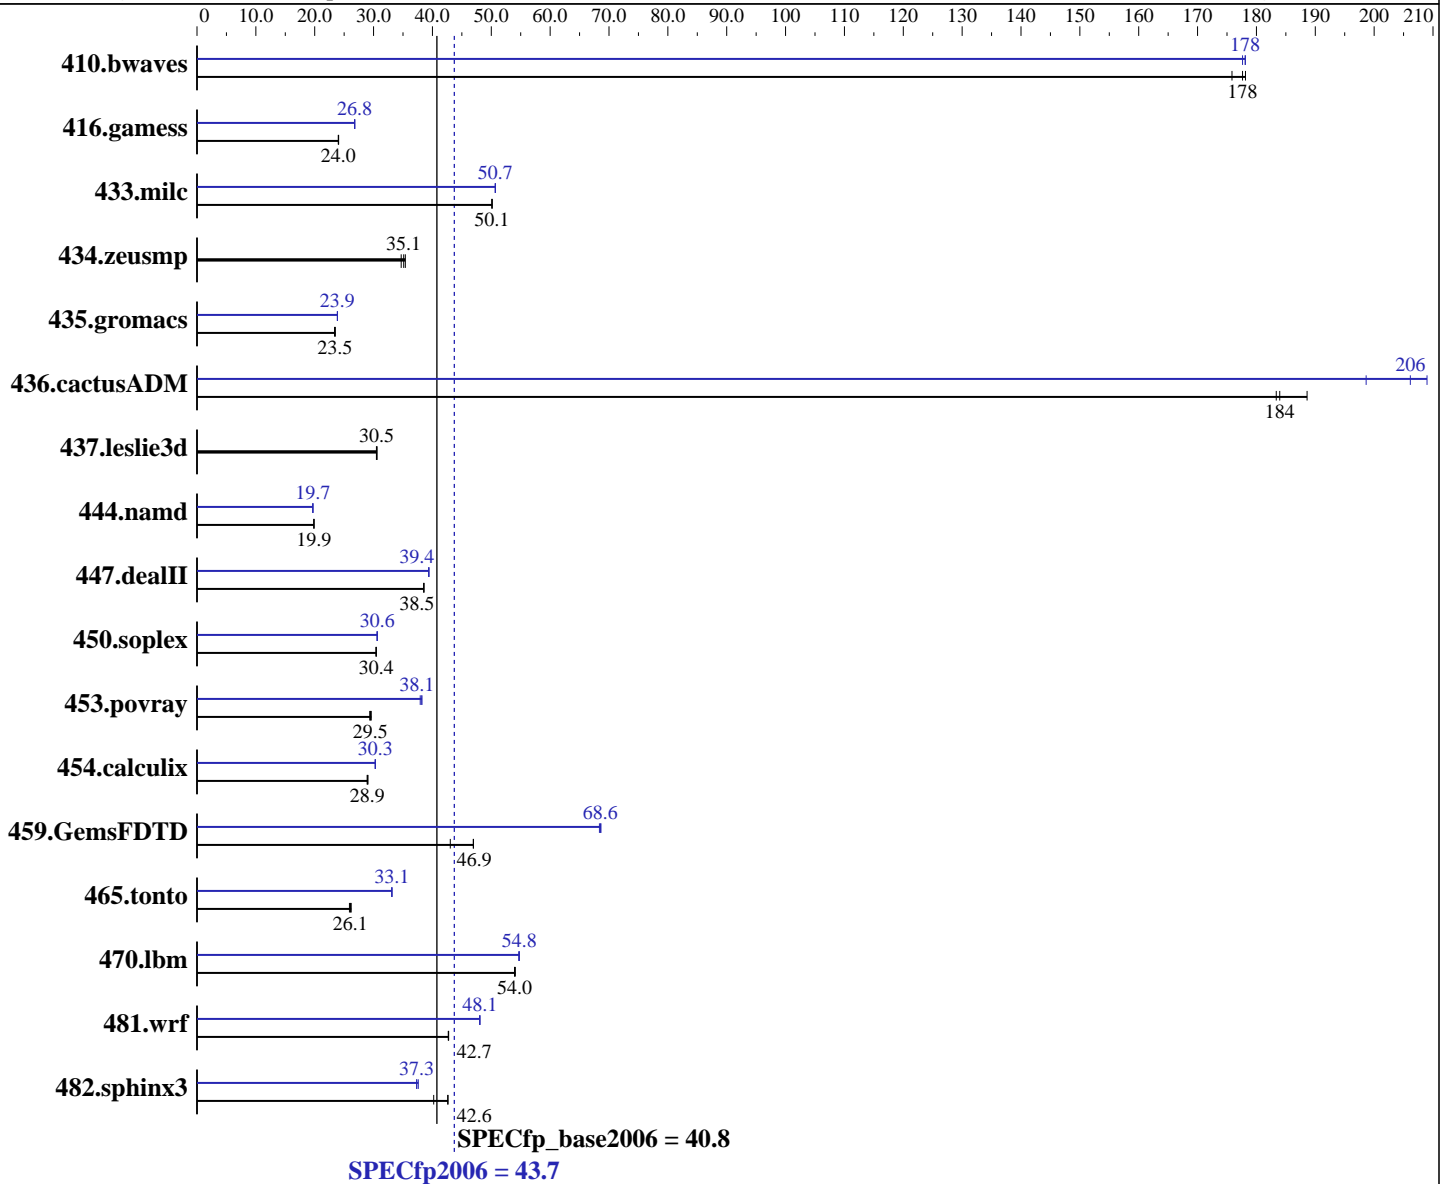 0 10.0 20.0 30.0 40.0 50.0 60.0 70.0 80.0 90.0 100 110 120 130 140 150 160 170 180 190 200 210
178
410.bwaves
178
26.8
416.gamess
24.0
50.7
433.milc
50.1
35.1
434.zeusmp
23.9
435.gromacs
23.5
206
436.cactusADM
184
30.5
437.leslie3d
19.7
444.namd
19.9
39.4
447.dealII
38.5
30.6
450.soplex
30.4
38.1
453.povray
29.5
30.3
454.calculix
28.9
68.6
459.GemsFDTD
46.9
33.1
465.tonto
26.1
54.8
470.lbm
54.0
48.1
481.wrf
42.7
37.3
482.sphinx3
42.6
SPECfp_base2006 = 40.8
SPECfp2006 = 43.7